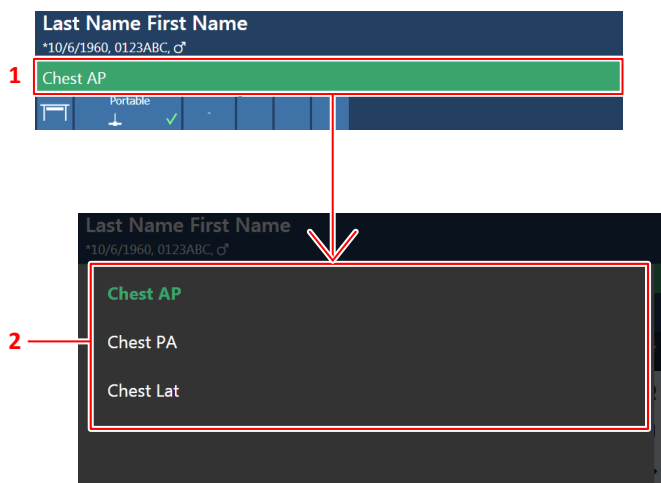 Last Name First Name
*10/6/1960, 0123ABC, ♂
1
Chest AP
Portable
Last Name First Name
*10/6/1960, 0123ABC, ♂
Chest AP
2
Chest PA
Chest Lat